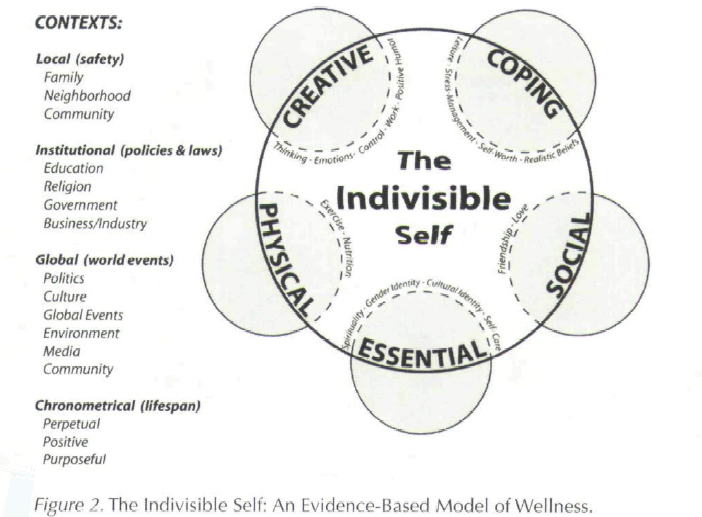 CONTEXTS:
Local (safety)
Family
Neighborhood
Community
Institutional (policies & laws)
Education
Religion
Government
Business/Industry
Global (world events)
Politics
Culture
Global Events
Environment
Media
Community
Chronometrical (lifespan)
Perpetual
Positive
Purposeful
CREATIVE
Thinking - Emotions - Control - Work - Positive Humor
COPING
Leisure - Stress-Management - Self-Worth - Realistic Beliefs
The
Indivisible
Self
PHYSICAL
Exercise - Nutrition
SOCIAL
Friendship - Love
Spirituality - Gender Identity - Cultural Identity - Self-Care
ESSENTIAL
Figure 2. The Indivisible Self: An Evidence-Based Model of Wellness.